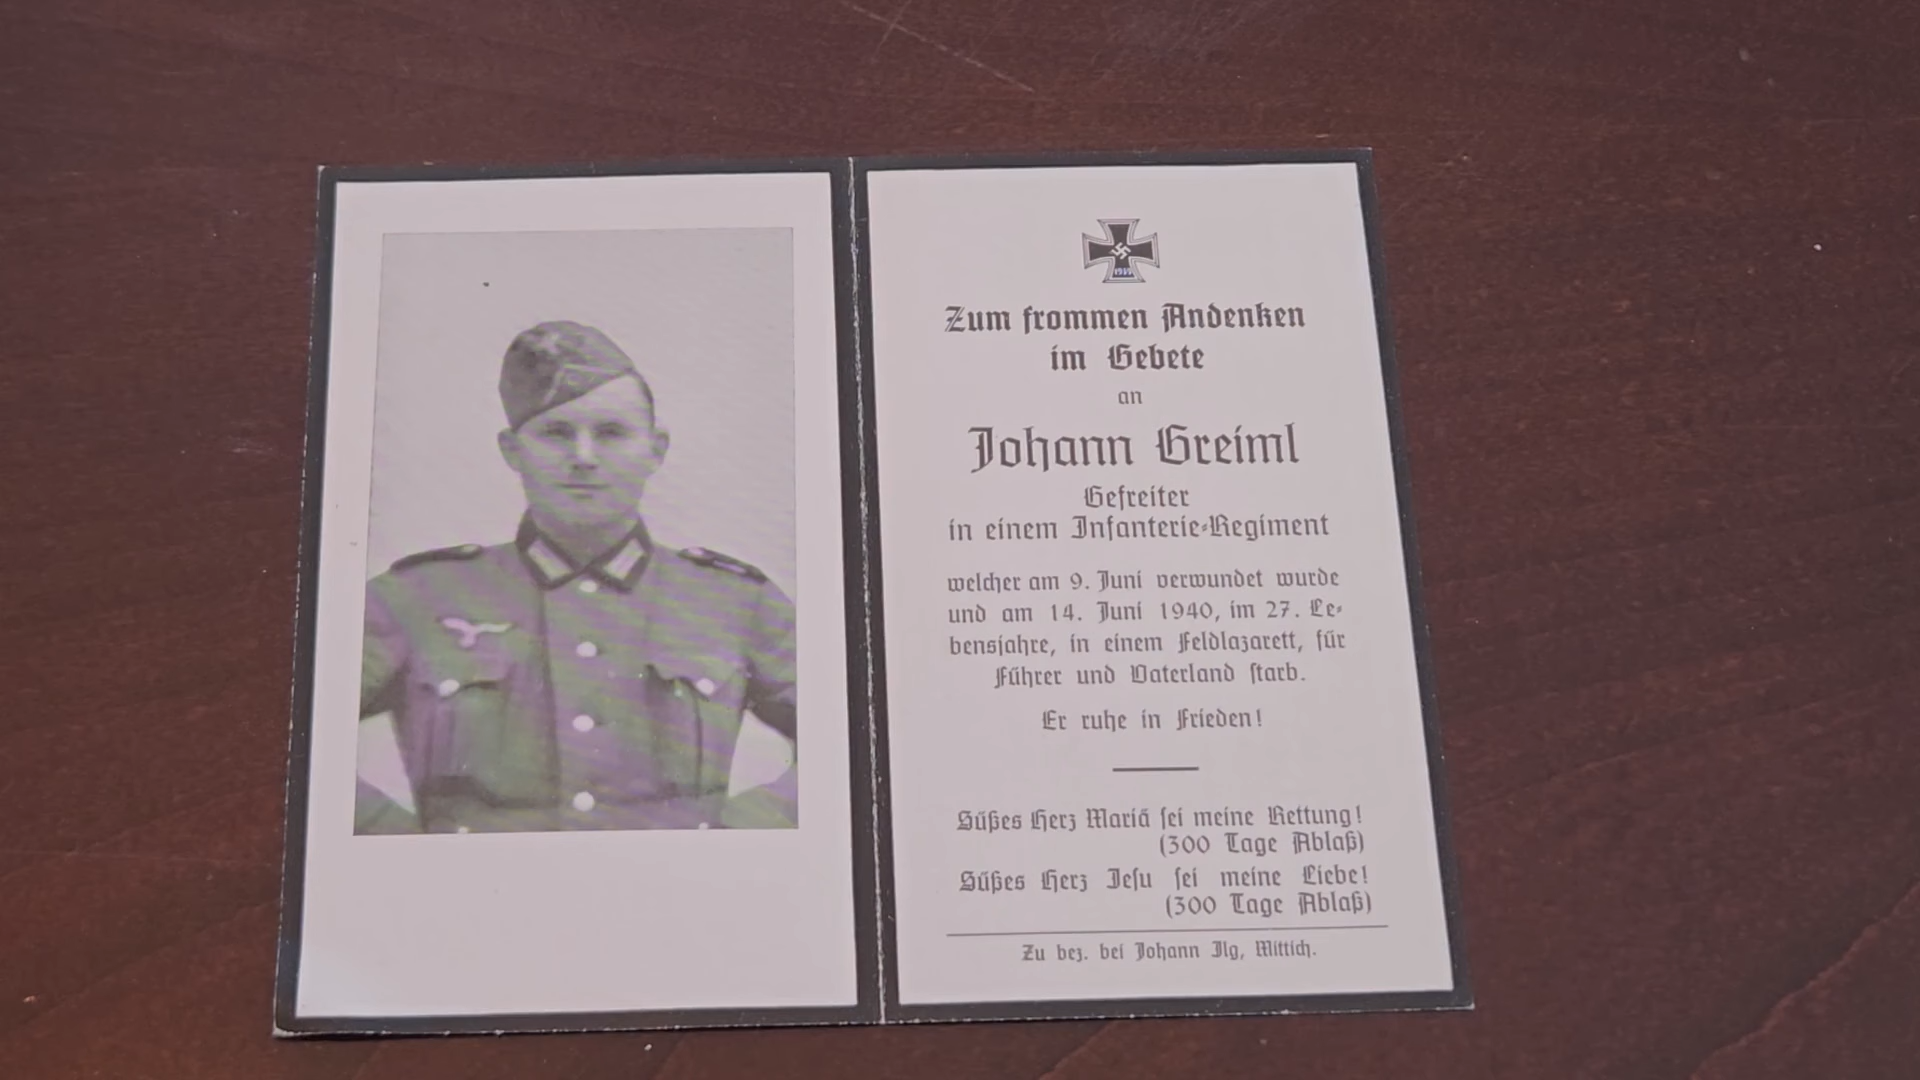 1939
Zum frommen Andenken
im Gebete
an
Johann Greiml
Gefreiter
in einem Infanterie-Regiment
welcher am 9. Juni verwundet wurde
und am 14. Juni 1940, im 27. Le-
bensjahre, in einem Feldlazarett, für
Führer und Vaterland starb.
Er ruhe in Frieden!
Süßes Herz Mariä sei meine Rettung!
(300 Tage Ablaß)
Süßes Herz Jesu sei meine Liebe!
(300 Tage Ablaß)
Zu bez. bei Johann Ilg, Mittich.